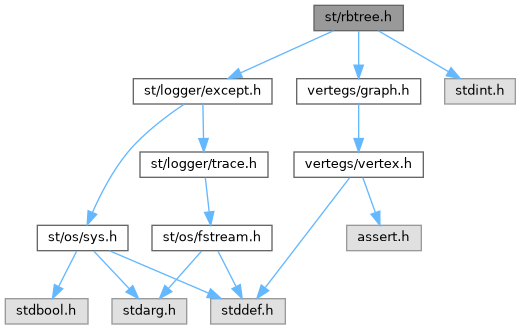 st/rbtree.h
st/logger/except.h
vertegs/graph.h
stdint.h
st/logger/trace.h
vertegs/vertex.h
st/os/sys.h
st/os/fstream.h
assert.h
stdbool.h
stdarg.h
stddef.h